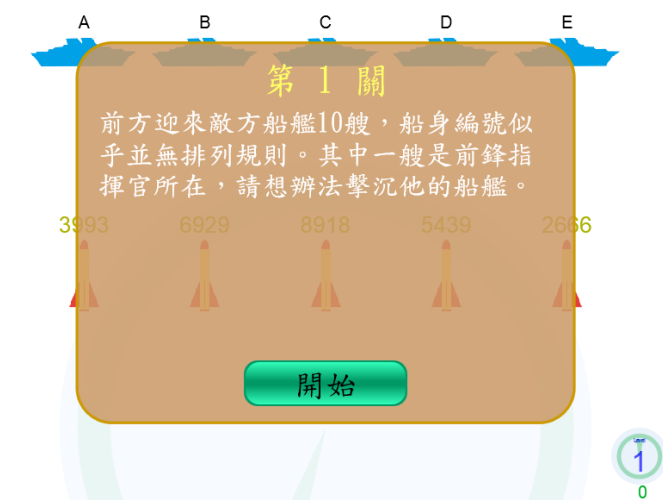 A B C D E
第 1 關
前方迎來敵方船艦10艘，船身編號似
乎並無排列規則。其中一艘是前鋒指
揮官所在，請想辦法擊沉他的船艦。
3993 6929 8918 5439 2666
開始
1
0